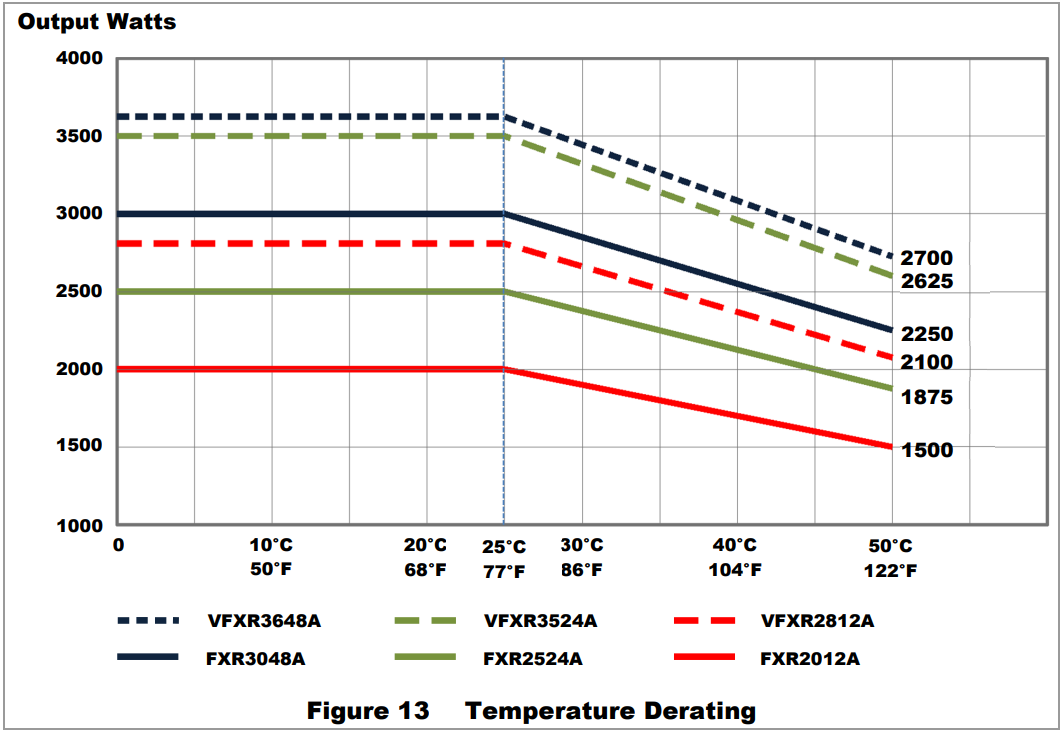 Output Watts
4000
3500
3000
2500
2000
1500
1000
2700
2625
2250
2100
1875
1500
0 10°C 20°C 25°C 30°C 40°C 50°C
50°F 68°F 77°F 86°F 104°F 122°F
VFXR3648A VFXR3524A VFXR2812A
FXR3048A FXR2524A FXR2012A
Figure 13 Temperature Derating